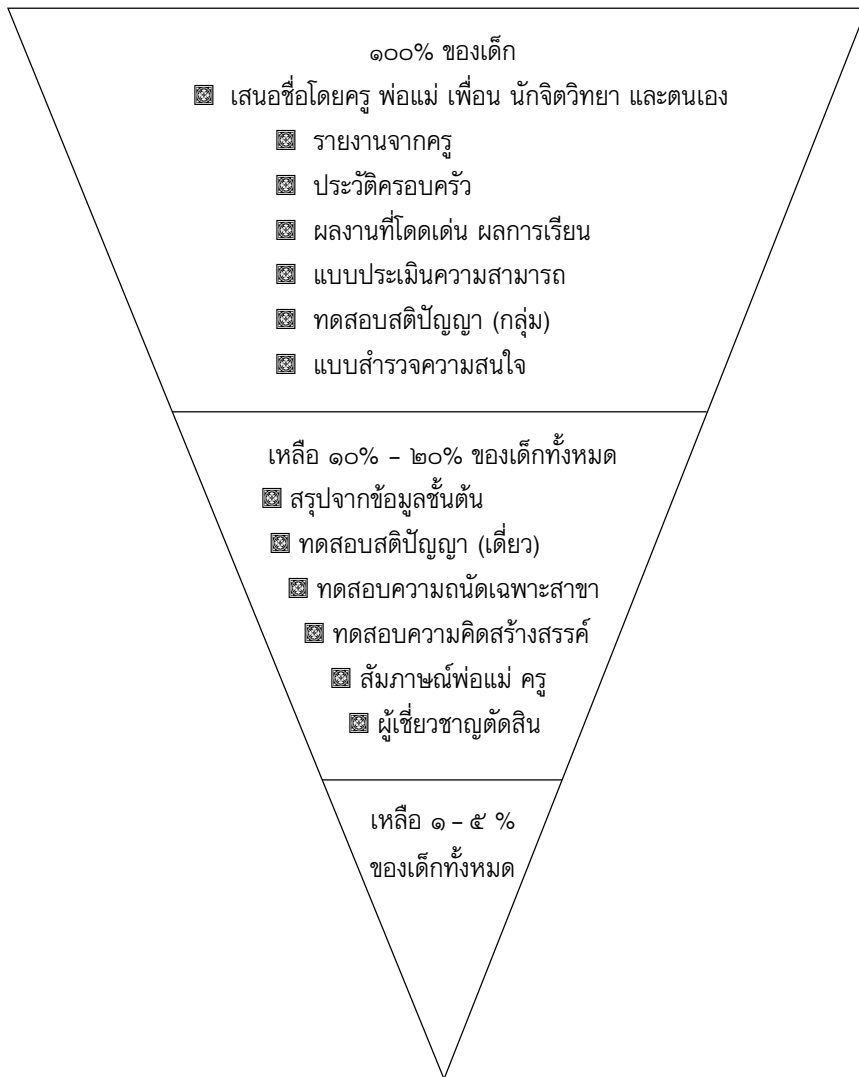 ๑๐๐% ของเด็ก
เสนอชื่อโดยครู พ่อแม่ เพื่อน นักจิตวิทยา และตนเอง
รายงานจากครู
ประวัติครอบครัว
ผลงานที่โดดเด่น ผลการเรียน
แบบประเมินความสามารถ
ทดสอบสติปัญญา (กลุ่ม)
แบบสำรวจความสนใจ
เหลือ ๑๐% – ๒๐% ของเด็กทั้งหมด
สรุปจากข้อมูลชั้นต้น
ทดสอบสติปัญญา (เดี่ยว)
ทดสอบความถนัดเฉพาะสาขา
ทดสอบความคิดสร้างสรรค์
สัมภาษณ์พ่อแม่ ครู
ผู้เชี่ยวชาญตัดสิน
เหลือ ๑ – ๕ %
ของเด็กทั้งหมด